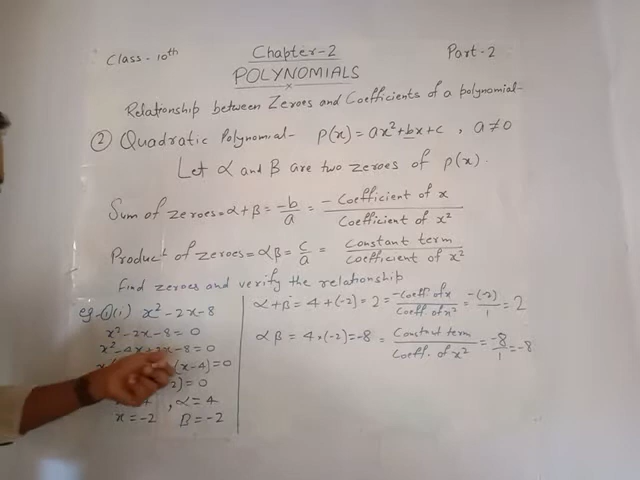 Class - 10th Chapter-2 Part-2
POLYNOMIALS
Relationship between Zeroes and Coefficients of a polynomial-
② Quadratic Polynomial- p(x) = ax²+bx+c , a≠0
Let α and β are two zeroes of p(x).
Sum of zeroes = α+β = -b/a = - Coefficient of x / Coefficient of x²
Product of zeroes = αβ = c/a = Constant term / Coefficient of x²
Find zeroes and verify the relationship
eg-①(i) x²-2x-8
x²-2x-8=0
x²-4x+2x-8=0
(x-4)=0
2)=0
α=4
x=-2 β=-2
α+β = 4+(-2) = 2 = -Coeff. of x / Coeff of x² = -(-2)/1 = 2
αβ = 4×(-2) = -8 = Constant term / Coeff. of x² = -8/1 = -8